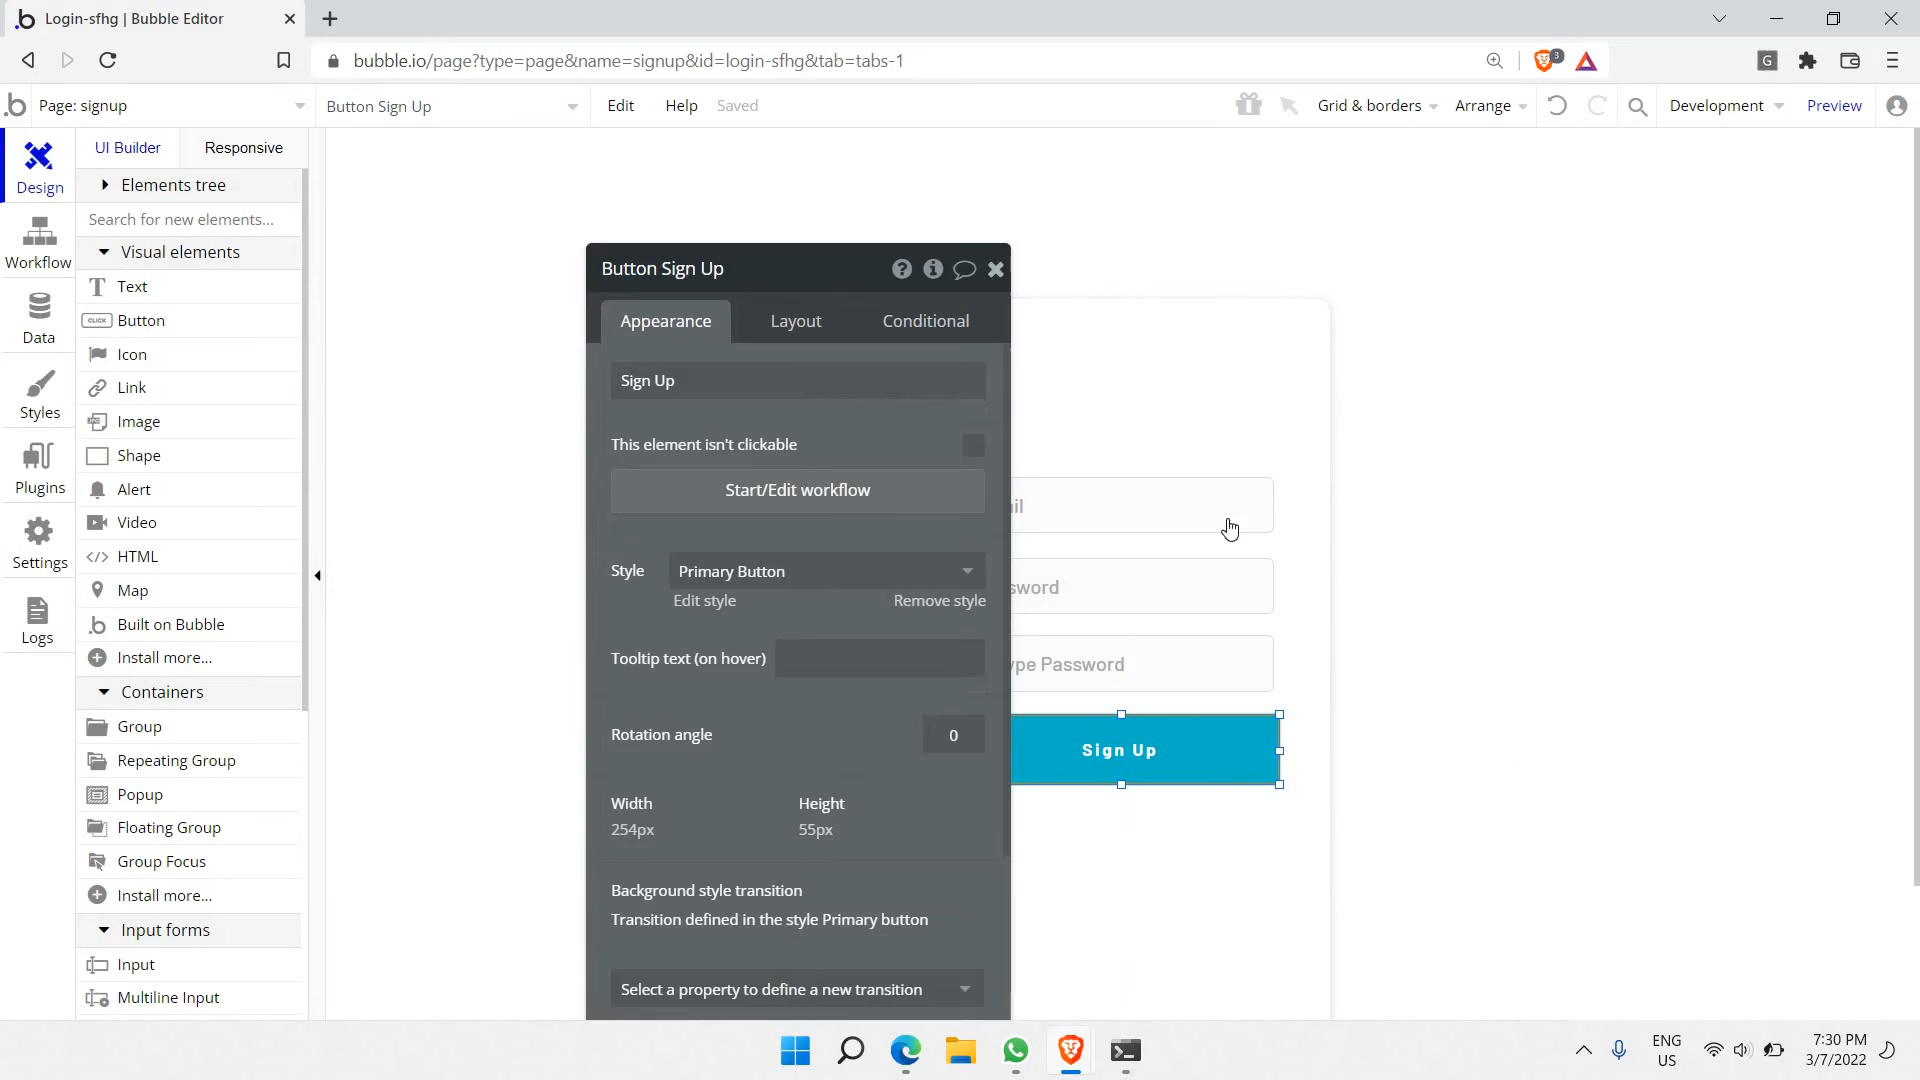 Login-sfhg | Bubble Editor
bubble.io/page?type=page&name=signup&id=login-sfhg&tab=tabs-1
3
G
Page: signup
Button Sign Up
Edit
Help
Saved
Grid & borders
Arrange
Development
Preview
Design
Workflow
Data
Styles
Plugins
Settings
Logs
UI Builder
Responsive
Elements tree
Search for new elements...
Visual elements
Text
CLICK Button
Icon
Link
Image
Shape
Alert
Video
HTML
Map
Built on Bubble
Install more...
Containers
Group
Repeating Group
Popup
Floating Group
Group Focus
Install more...
Input forms
Input
Multiline Input
Button Sign Up
Appearance
Layout
Conditional
Sign Up
This element isn't clickable
Start/Edit workflow
Style
Primary Button
Edit style
Remove style
Tooltip text (on hover)
Rotation angle
0
Width
Height
254px
55px
Background style transition
Transition defined in the style Primary button
Select a property to define a new transition
il
sword
ype Password
Sign Up
ENG
US
7:30 PM
3/7/2022